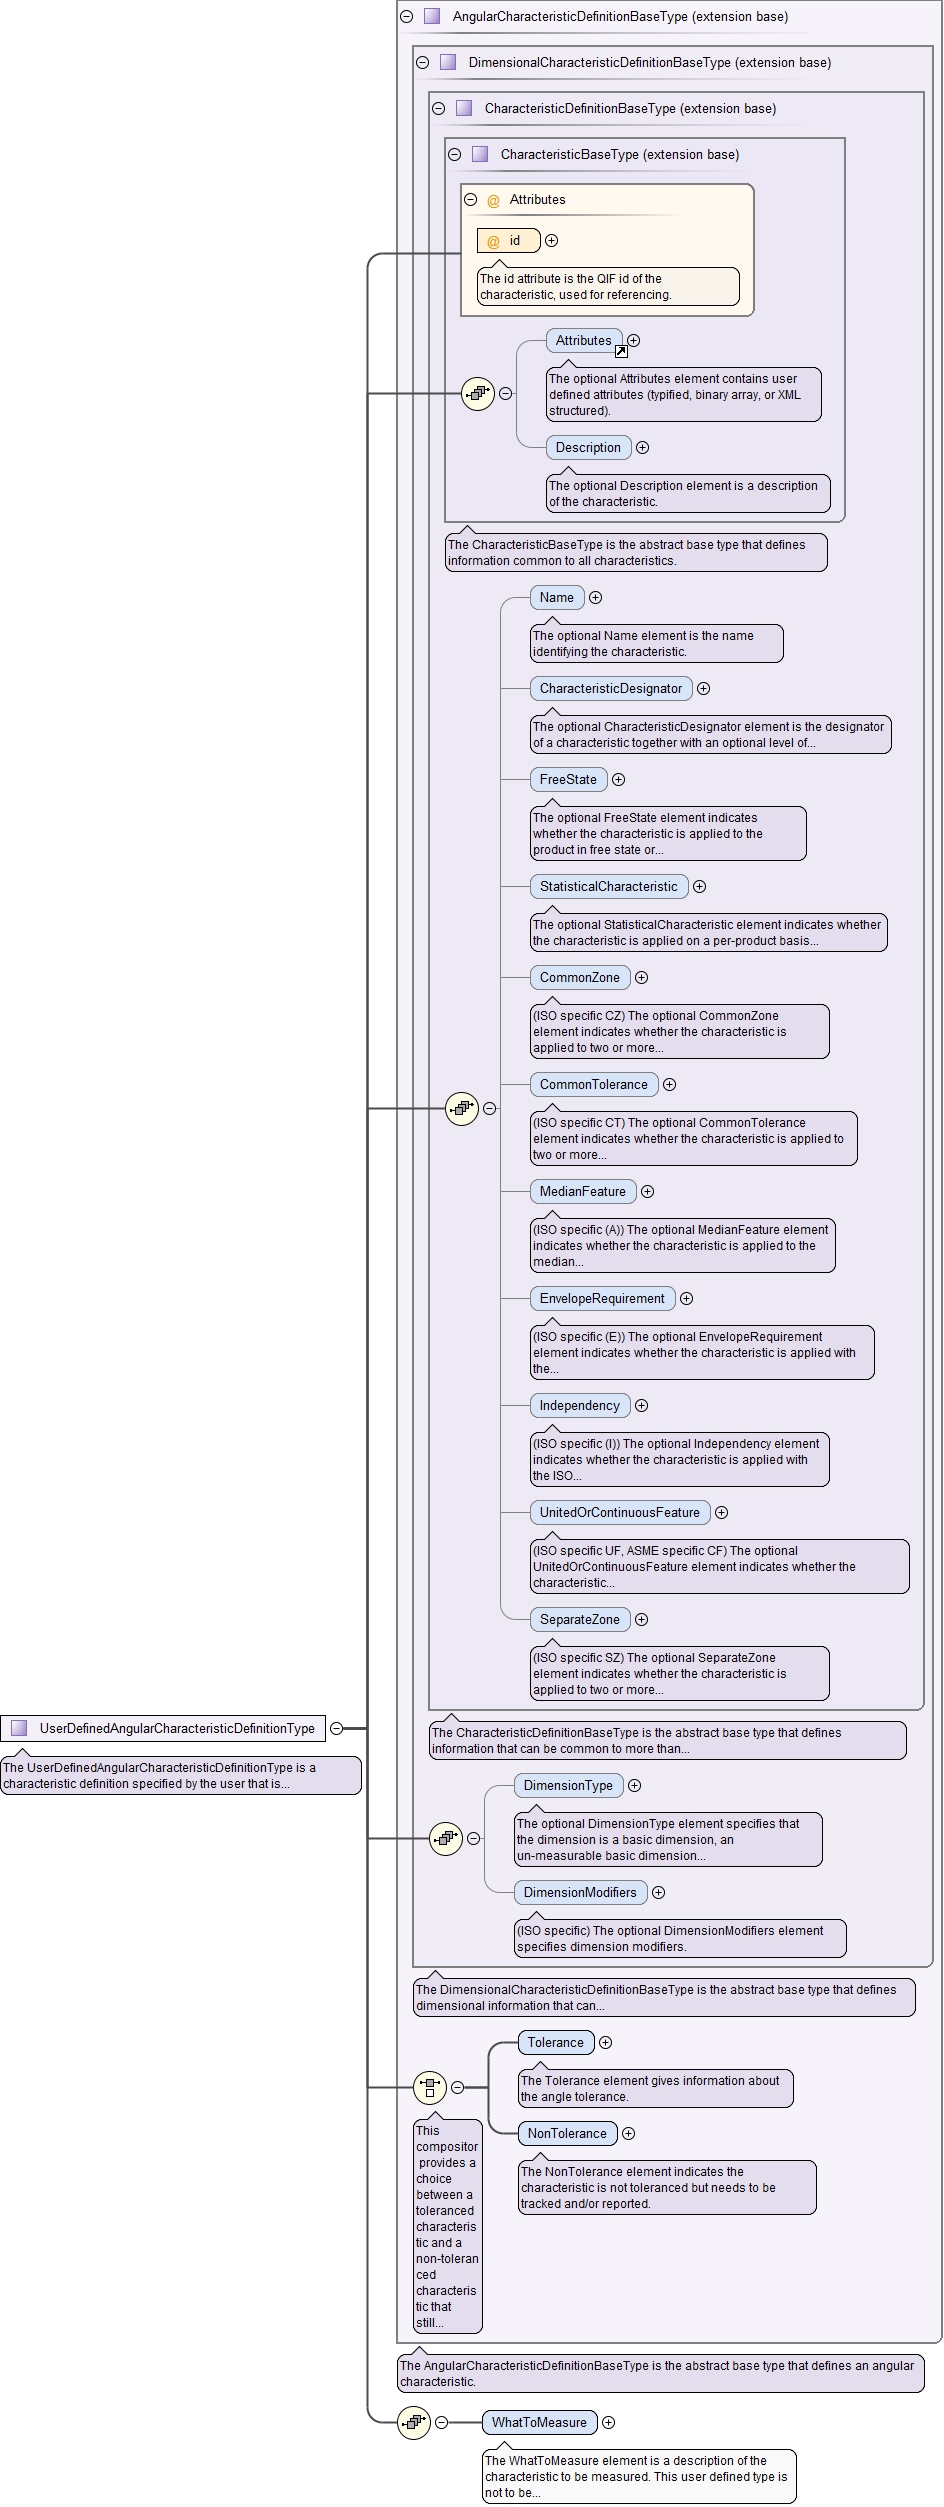 AngularCharacteristicDefinitionBaseType (extension base)
DimensionalCharacteristicDefinitionBaseType (extension base)
CharacteristicDefinitionBaseType (extension base)
CharacteristicBaseType (extension base)
@ Attributes
@ id
The id attribute is the QIF id of the
characteristic, used for referencing.
Attributes
The optional Attributes element contains user
defined attributes (typified, binary array, or XML
structured).
Description
The optional Description element is a description
of the characteristic.
The CharacteristicBaseType is the abstract base type that defines
information common to all characteristics.
Name
The optional Name element is the name
identifying the characteristic.
CharacteristicDesignator
The optional CharacteristicDesignator element is the designator
of a characteristic together with an optional level of...
FreeState
The optional FreeState element indicates
whether the characteristic is applied to the
product in free state or...
StatisticalCharacteristic
The optional StatisticalCharacteristic element indicates whether
the characteristic is applied on a per-product basis...
CommonZone
(ISO specific CZ) The optional CommonZone
element indicates whether the characteristic is
applied to two or more...
CommonTolerance
(ISO specific CT) The optional CommonTolerance
element indicates whether the characteristic is applied to
two or more...
MedianFeature
(ISO specific (A)) The optional MedianFeature element
indicates whether the characteristic is applied to the
median...
EnvelopeRequirement
(ISO specific (E)) The optional EnvelopeRequirement
element indicates whether the characteristic is applied with
the...
Independency
(ISO specific (I)) The optional Independency element
indicates whether the characteristic is applied with
the ISO...
UnitedOrContinuousFeature
(ISO specific UF, ASME specific CF) The optional
UnitedOrContinuousFeature element indicates whether the
characteristic...
SeparateZone
(ISO specific SZ) The optional SeparateZone
element indicates whether the characteristic is
applied to two or more...
UserDefinedAngularCharacteristicDefinitionType
The UserDefinedAngularCharacteristicDefinitionType is a
characteristic definition specified by the user that is...
The CharacteristicDefinitionBaseType is the abstract base type that defines
information that can be common to more than...
DimensionType
The optional DimensionType element specifies that
the dimension is a basic dimension, an
un-measurable basic dimension...
DimensionModifiers
(ISO specific) The optional DimensionModifiers element
specifies dimension modifiers.
The DimensionalCharacteristicDefinitionBaseType is the abstract base type that defines
dimensional information that can...
Tolerance
The Tolerance element gives information about
the angle tolerance.
NonTolerance
The NonTolerance element indicates the
characteristic is not toleranced but needs to be
tracked and/or reported.
This
compositor
provides a
choice
between a
toleranced
characteris
tic and a
non-toleran
ced
characteris
tic that
still...
The AngularCharacteristicDefinitionBaseType is the abstract base type that defines an angular
characteristic.
WhatToMeasure
The WhatToMeasure element is a description of the
characteristic to be measured. This user defined type is
not to be...